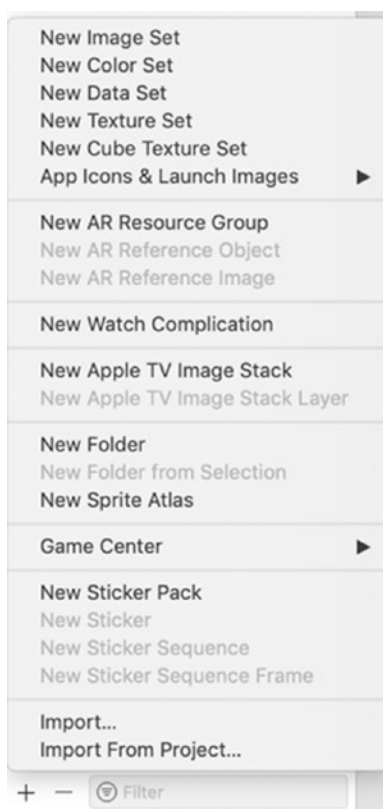 New Image Set
New Color Set
New Data Set
New Texture Set
New Cube Texture Set
App Icons & Launch Images
New AR Resource Group
New AR Reference Object
New AR Reference Image
New Watch Complication
New Apple TV Image Stack
New Apple TV Image Stack Layer
New Folder
New Folder from Selection
New Sprite Atlas
Game Center
New Sticker Pack
New Sticker
New Sticker Sequence
New Sticker Sequence Frame
Import...
Import From Project...
Filter